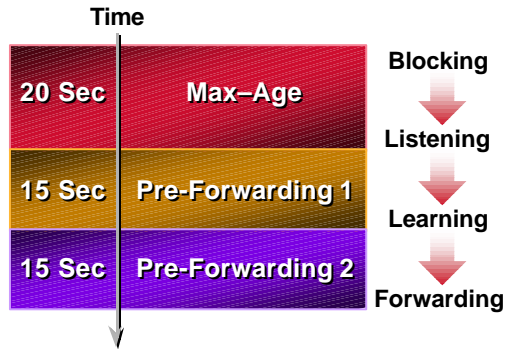 Time
20 Sec Max–Age
15 Sec Pre-Forwarding 1
15 Sec Pre-Forwarding 2
Blocking
Listening
Learning
Forwarding